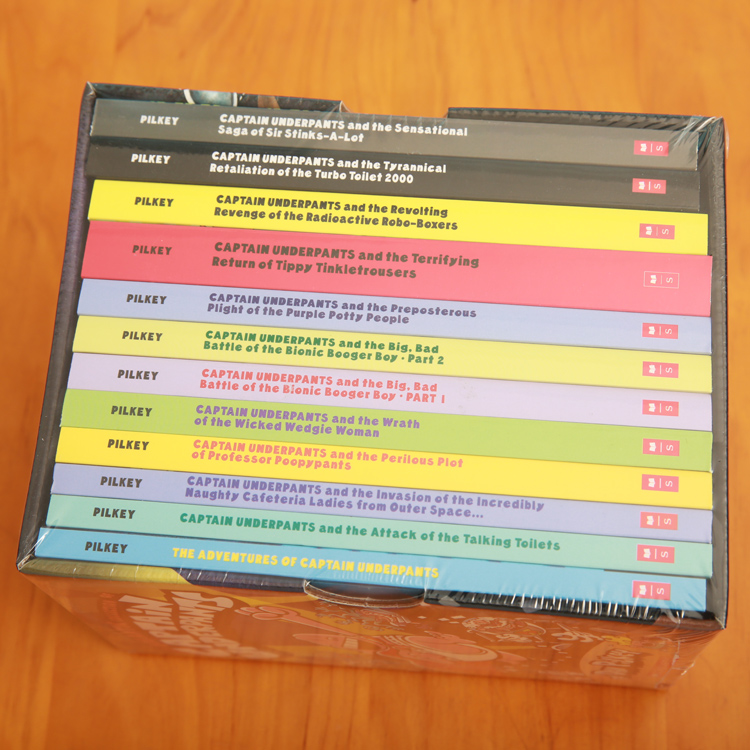 PILKEY
CAPTAIN UNDERPANTS and the Sensational
Saga of Sir Stinks-A-Lot
PILKEY
CAPTAIN UNDERPANTS and the Tyrannical
Retaliation of the Turbo Toilet 2000
PILKEY
CAPTAIN UNDERPANTS and the Revolting
Revenge of the Radioactive Robo-Boxers
PILKEY
CAPTAIN UNDERPANTS and the Terrifying
Return of Tippy Tinkletrousers
PILKEY
CAPTAIN UNDERPANTS and the Preposterous
Plight of the Purple Potty People
PILKEY
CAPTAIN UNDERPANTS and the Big, Bad
Battle of the Bionic Booger Boy · Part 2
PILKEY
CAPTAIN UNDERPANTS and the Big, Bad
Battle of the Bionic Booger Boy · PART 1
PILKEY
CAPTAIN UNDERPANTS and the Wrath
of the Wicked Wedgie Woman
PILKEY
CAPTAIN UNDERPANTS and the Perilous Plot
of Professor Poopypants
PILKEY
CAPTAIN UNDERPANTS and the Invasion of the Incredibly
Naughty Cafeteria Ladies from Outer Space...
PILKEY
CAPTAIN UNDERPANTS and the Attack of the Talking Toilets
PILKEY
THE ADVENTURES OF CAPTAIN UNDERPANTS